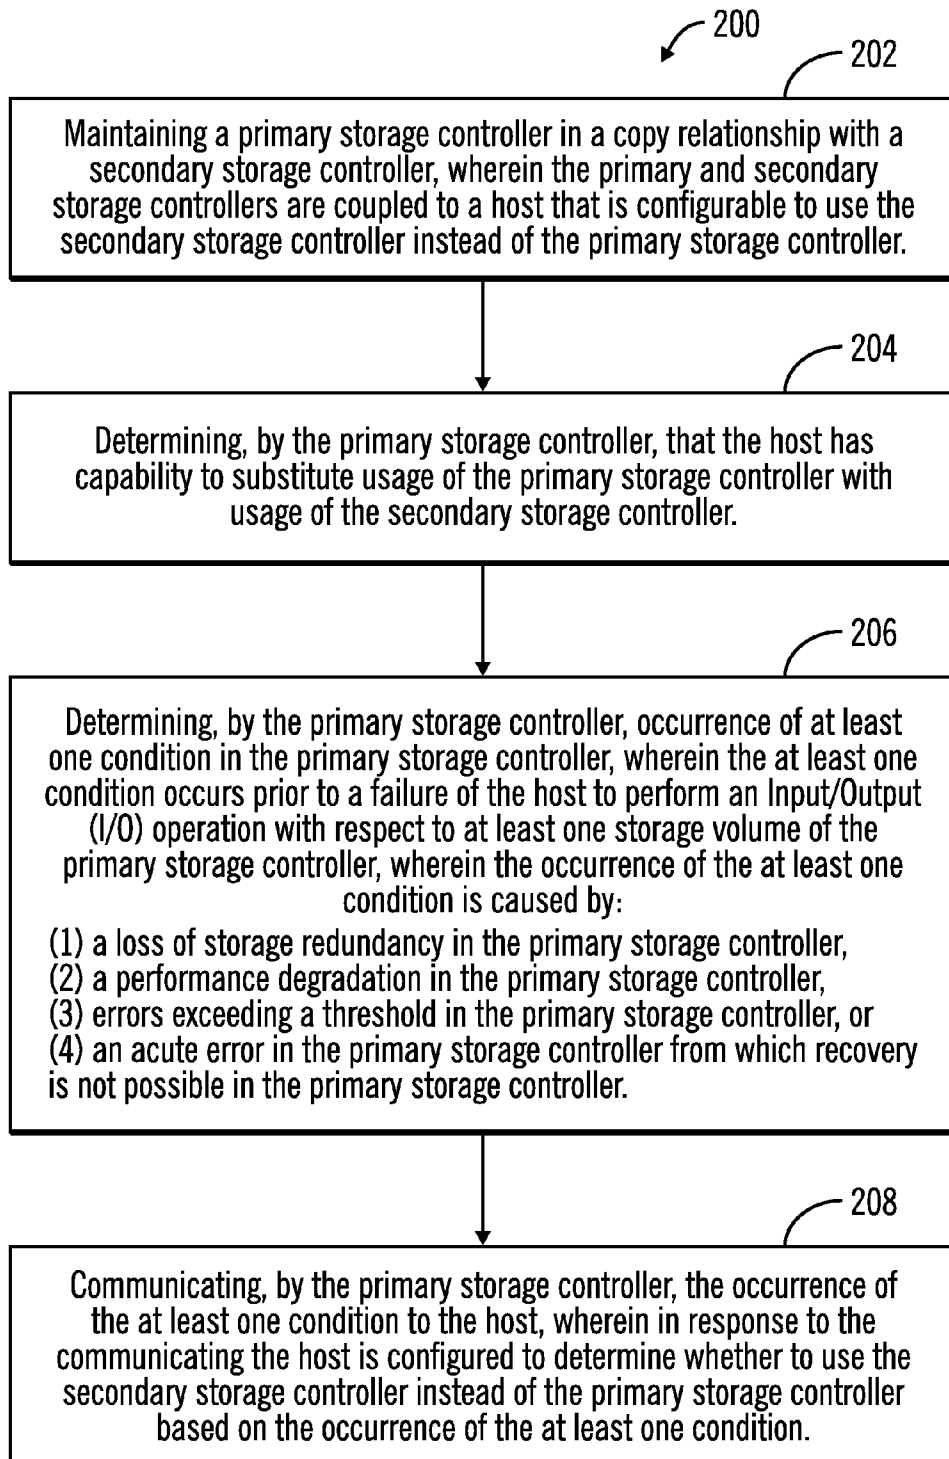 200
202
Maintaining a primary storage controller in a copy relationship with a
secondary storage controller, wherein the primary and secondary
storage controllers are coupled to a host that is configurable to use the
secondary storage controller instead of the primary storage controller.
204
Determining, by the primary storage controller, that the host has
capability to substitute usage of the primary storage controller with
usage of the secondary storage controller.
206
Determining, by the primary storage controller, occurrence of at least
one condition in the primary storage controller, wherein the at least one
condition occurs prior to a failure of the host to perform an Input/Output
(I/O) operation with respect to at least one storage volume of the
primary storage controller, wherein the occurrence of the at least one
condition is caused by:
(1) a loss of storage redundancy in the primary storage controller,
(2) a performance degradation in the primary storage controller,
(3) errors exceeding a threshold in the primary storage controller, or
(4) an acute error in the primary storage controller from which recovery
is not possible in the primary storage controller.
208
Communicating, by the primary storage controller, the occurrence of
the at least one condition to the host, wherein in response to the
communicating the host is configured to determine whether to use the
secondary storage controller instead of the primary storage controller
based on the occurrence of the at least one condition.